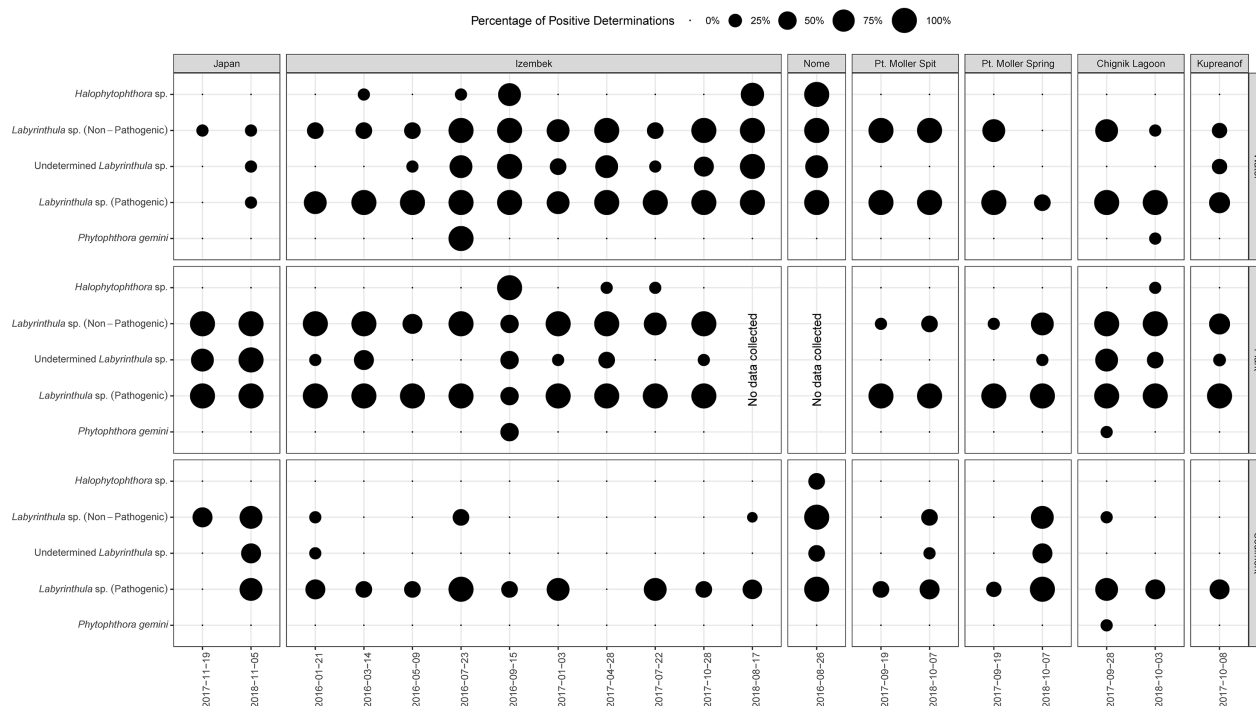 Percentage of Positive Determinations 0% 25% 50% 75% 100%
Japan Izembek Nome Pt. Moller Spit Pt. Moller Spring Chignik Lagoon Kupreanof
Halophytophthora sp.
Labyrinthula sp. (Non−Pathogenic)
Undetermined Labyrinthula sp.
Labyrinthula sp. (Pathogenic)
Phytophthora gemini
Halophytophthora sp.
Labyrinthula sp. (Non−Pathogenic)
Undetermined Labyrinthula sp.
Labyrinthula sp. (Pathogenic)
Phytophthora gemini
No data collected
No data collected
Halophytophthora sp.
Labyrinthula sp. (Non−Pathogenic)
Undetermined Labyrinthula sp.
Labyrinthula sp. (Pathogenic)
Phytophthora gemini
2017−11−19
2018−11−05
2016−01−21
2016−03−14
2016−05−09
2016−07−23
2016−09−15
2017−01−03
2017−04−28
2017−07−22
2017−10−28
2018−08−17
2016−08−26
2017−09−19
2018−10−07
2017−09−19
2018−10−07
2017−09−28
2018−10−03
2017−10−08